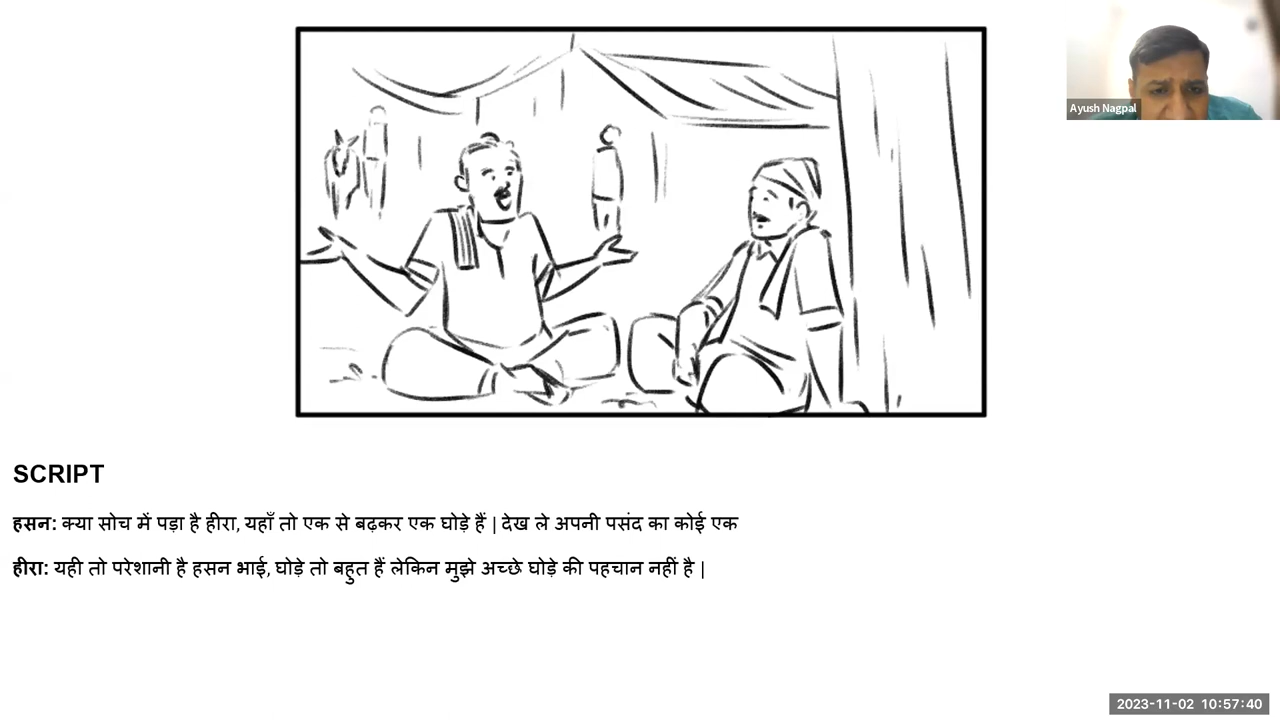 Ayush Nagpal
SCRIPT
हसन: क्या सोच में पड़ा है हीरा, यहाँ तो एक से बढ़कर एक घोड़े हैं | देख ले अपनी पसंद का कोई एक
हीरा: यही तो परेशानी है हसन भाई, घोड़े तो बहुत हैं लेकिन मुझे अच्छे घोड़े की पहचान नहीं है |
2023-11-02 10:57:40